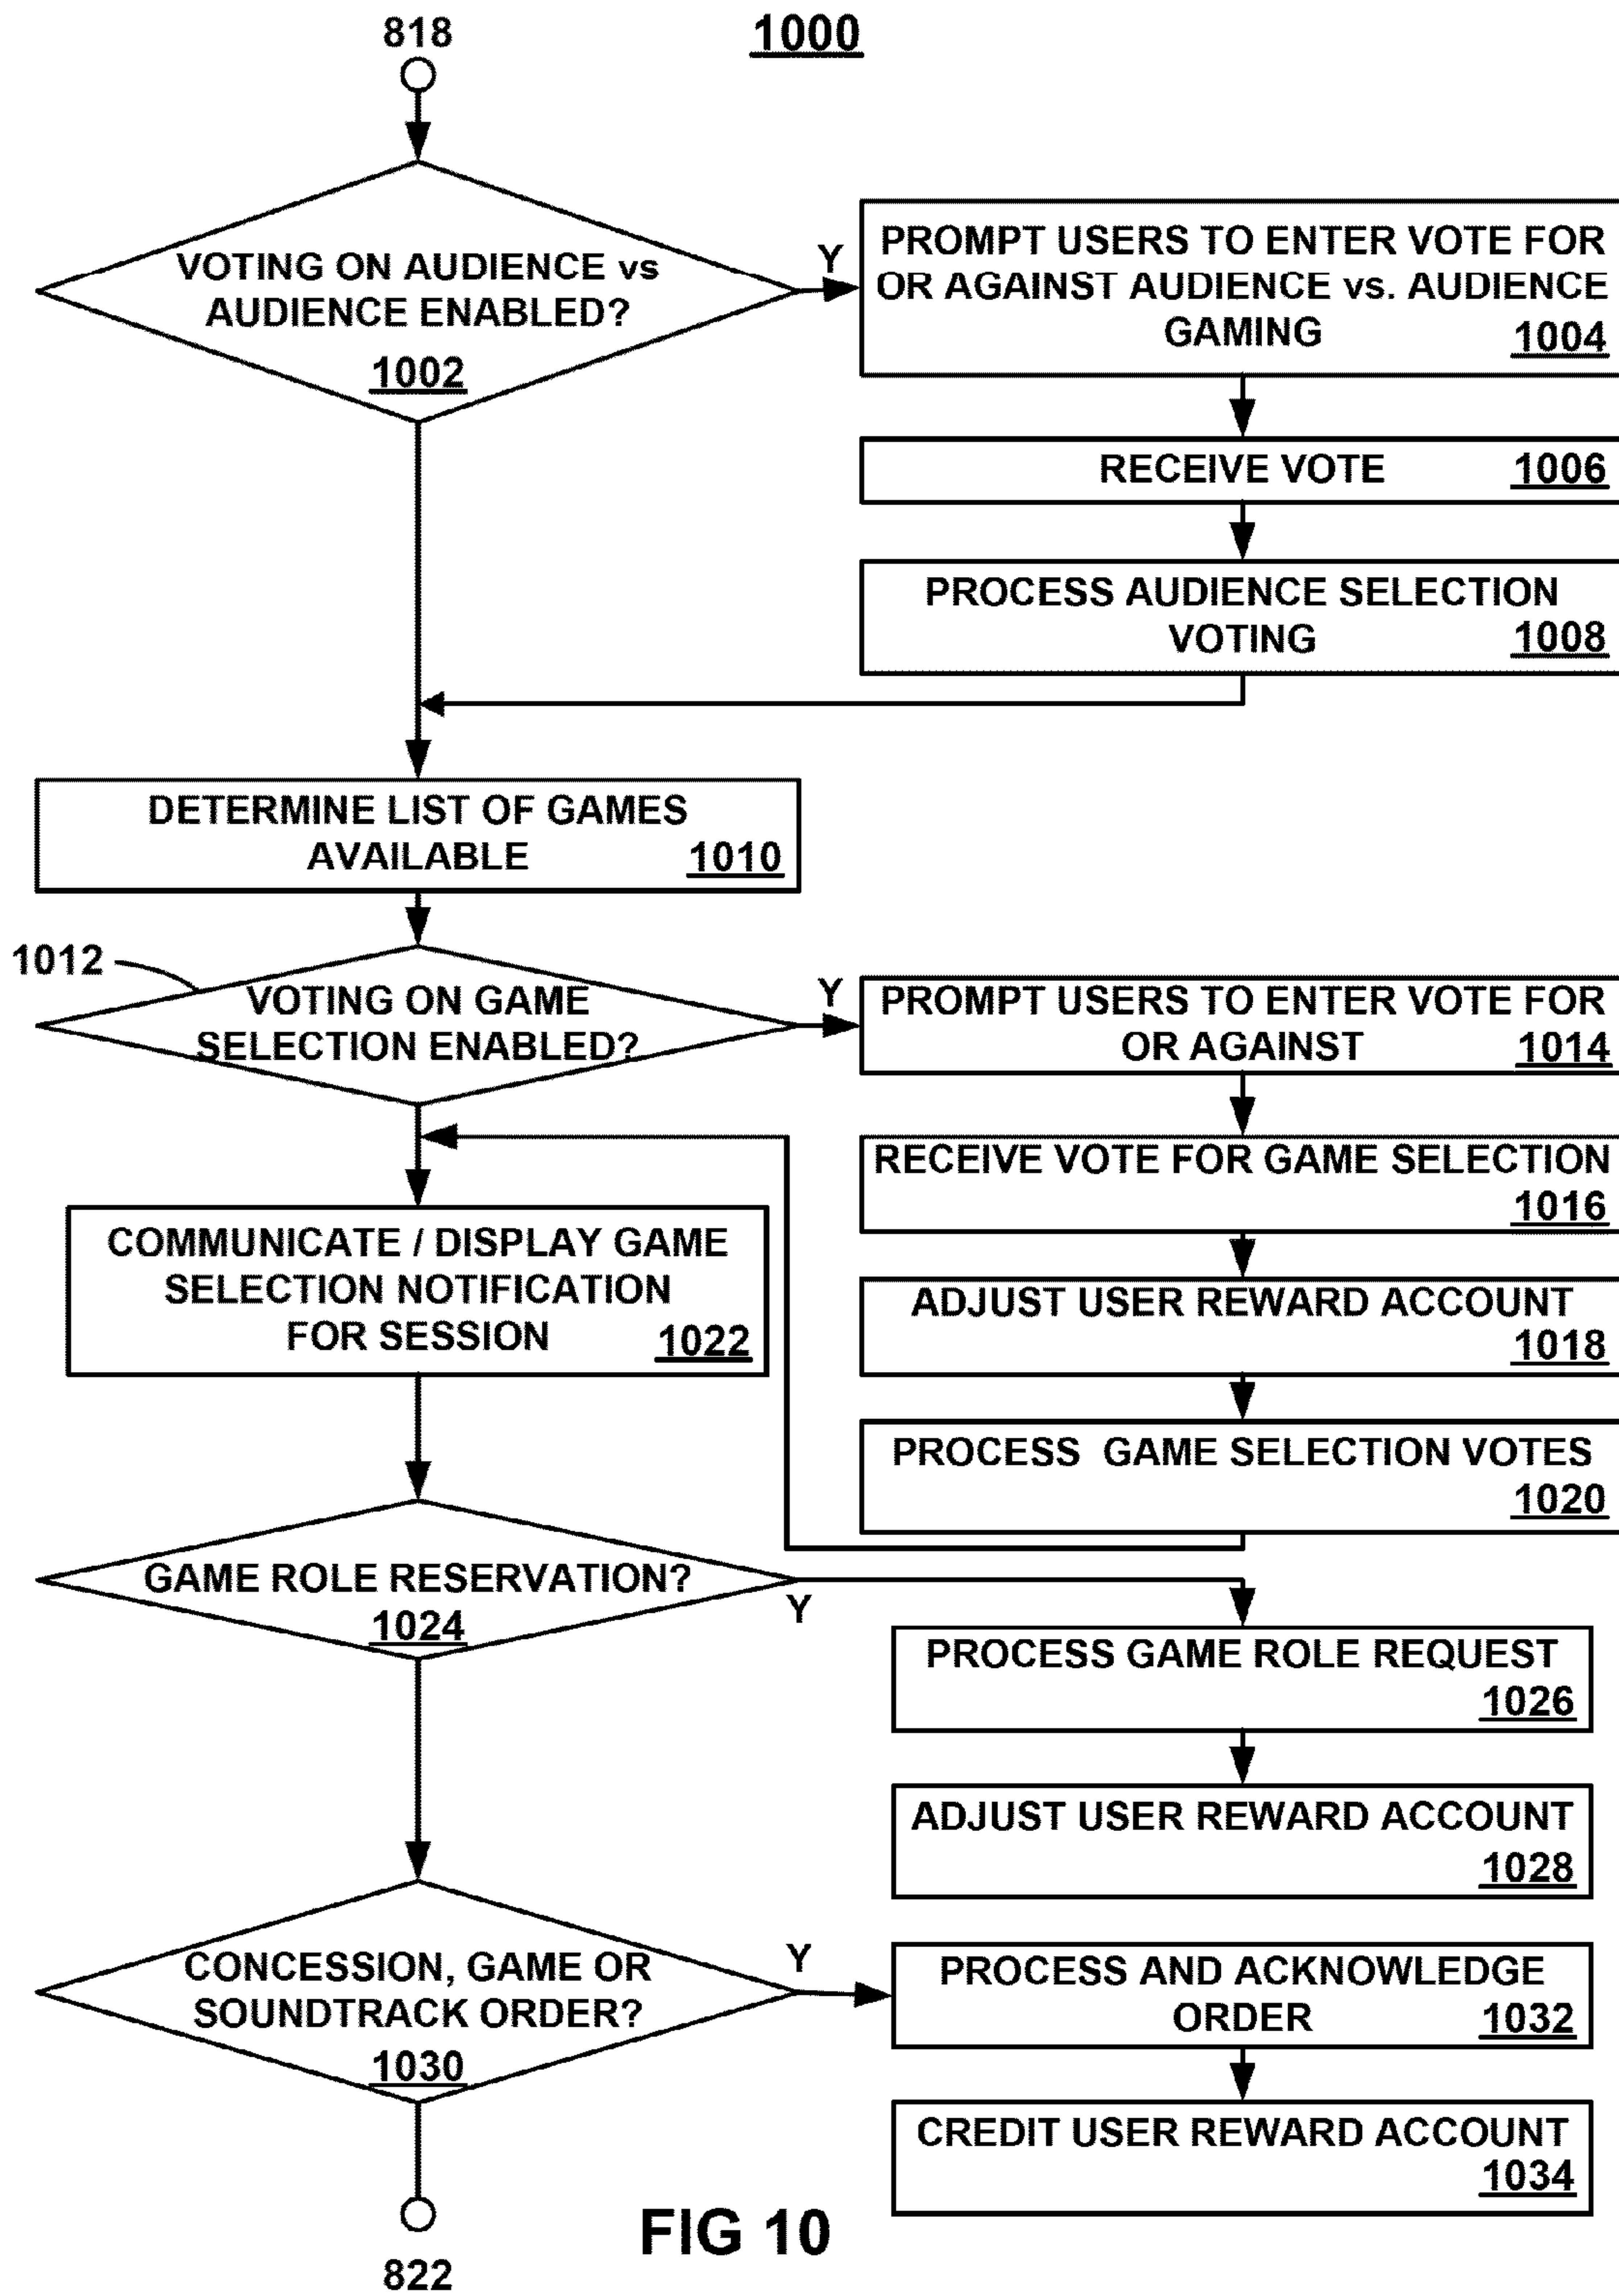 818
1000
VOTING ON AUDIENCE vs
AUDIENCE ENABLED?
1002
Y
PROMPT USERS TO ENTER VOTE FOR
OR AGAINST AUDIENCE vs. AUDIENCE
GAMING 1004
RECEIVE VOTE 1006
PROCESS AUDIENCE SELECTION
VOTING 1008
DETERMINE LIST OF GAMES
AVAILABLE 1010
1012
VOTING ON GAME
SELECTION ENABLED?
Y
PROMPT USERS TO ENTER VOTE FOR
OR AGAINST 1014
RECEIVE VOTE FOR GAME SELECTION
1016
ADJUST USER REWARD ACCOUNT
1018
PROCESS GAME SELECTION VOTES
1020
COMMUNICATE / DISPLAY GAME
SELECTION NOTIFICATION
FOR SESSION 1022
GAME ROLE RESERVATION?
1024
Y
PROCESS GAME ROLE REQUEST
1026
ADJUST USER REWARD ACCOUNT
1028
CONCESSION, GAME OR
SOUNDTRACK ORDER?
1030
Y
PROCESS AND ACKNOWLEDGE
ORDER 1032
CREDIT USER REWARD ACCOUNT
1034
822
FIG 10